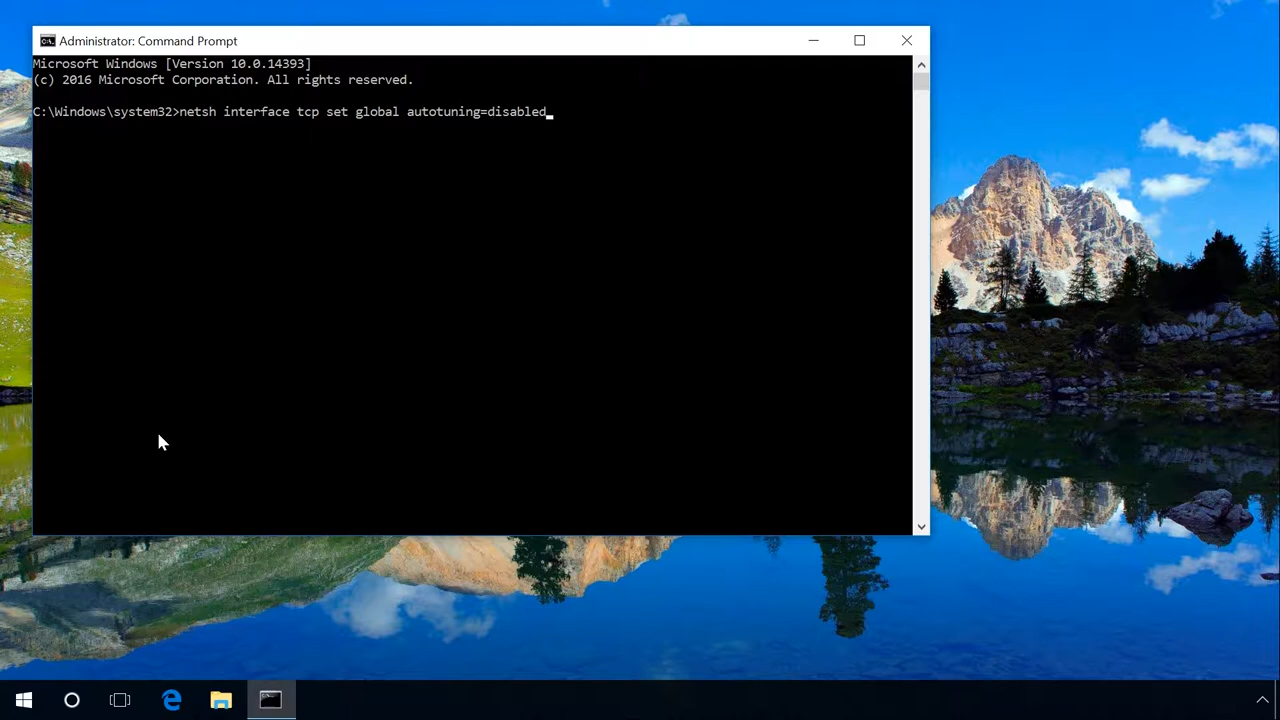 Administrator: Command Prompt
Microsoft Windows [Version 10.0.14393]
(c) 2016 Microsoft Corporation. All rights reserved.
C:\Windows\system32>netsh interface tcp set global autotuning=disabled